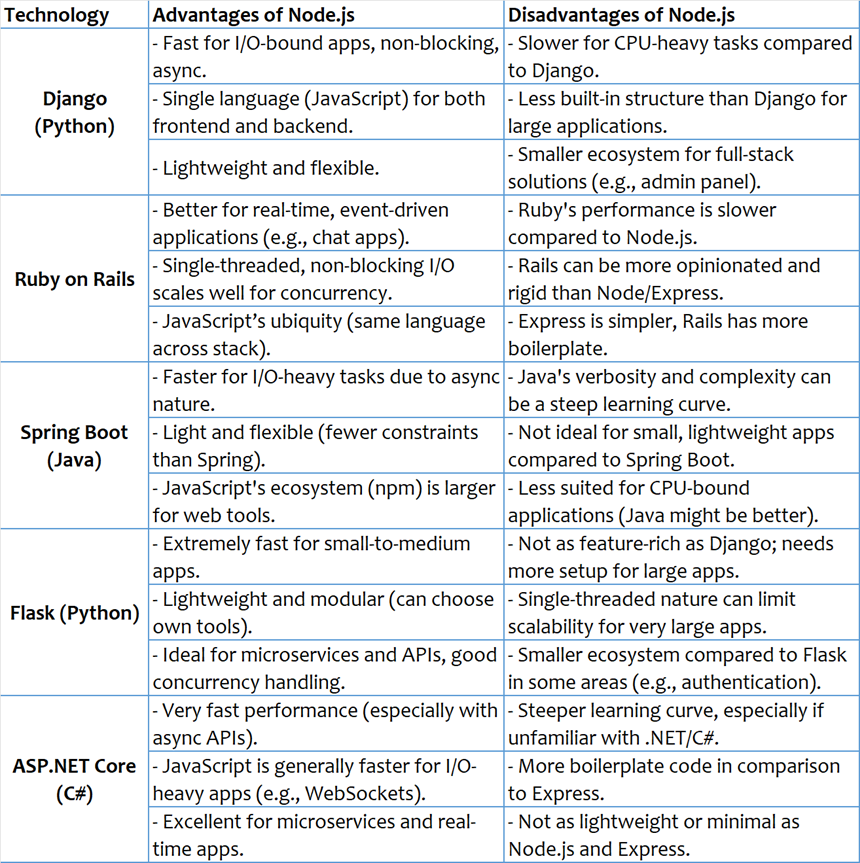 Technology Advantages of Node.js Disadvantages of Node.js
Django
(Python)
- Fast for I/O-bound apps, non-blocking,
async.
- Slower for CPU-heavy tasks compared
to Django.
- Single language (JavaScript) for both
frontend and backend.
- Less built-in structure than Django for
large applications.
- Lightweight and flexible.
- Smaller ecosystem for full-stack
solutions (e.g., admin panel).
Ruby on Rails
- Better for real-time, event-driven
applications (e.g., chat apps).
- Ruby's performance is slower
compared to Node.js.
- Single-threaded, non-blocking I/O
scales well for concurrency.
- Rails can be more opinionated and
rigid than Node/Express.
- JavaScript’s ubiquity (same language
across stack).
- Express is simpler, Rails has more
boilerplate.
Spring Boot
(Java)
- Faster for I/O-heavy tasks due to async
nature.
- Java's verbosity and complexity can
be a steep learning curve.
- Light and flexible (fewer constraints
than Spring).
- Not ideal for small, lightweight apps
compared to Spring Boot.
- JavaScript's ecosystem (npm) is larger
for web tools.
- Less suited for CPU-bound
applications (Java might be better).
Flask (Python)
- Extremely fast for small-to-medium
apps.
- Not as feature-rich as Django; needs
more setup for large apps.
- Lightweight and modular (can choose
own tools).
- Single-threaded nature can limit
scalability for very large apps.
- Ideal for microservices and APIs, good
concurrency handling.
- Smaller ecosystem compared to Flask
in some areas (e.g., authentication).
ASP.NET Core
(C#)
- Very fast performance (especially with
async APIs).
- Steeper learning curve, especially if
unfamiliar with .NET/C#.
- JavaScript is generally faster for I/O-
heavy apps (e.g., WebSockets).
- More boilerplate code in comparison
to Express.
- Excellent for microservices and real-
time apps.
- Not as lightweight or minimal as
Node.js and Express.